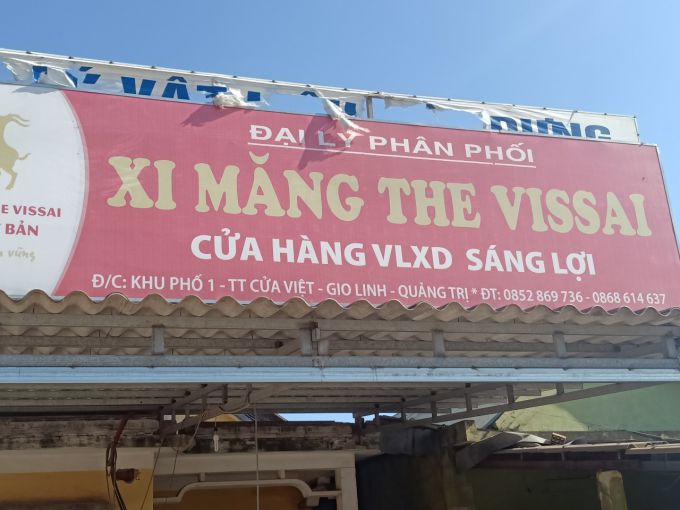 ĐẠI LÝ PHÂN PHỐI
XI MĂNG THE VISSAI
E VISSAI
BẢN
vững
CỬA HÀNG VLXD SÁNG LỢI
Đ/C: KHU PHỐ 1 - TT CỬA VIỆT - GIO LINH - QUẢNG TRỊ * ĐT: 0852 869 736 - 0868 614 637